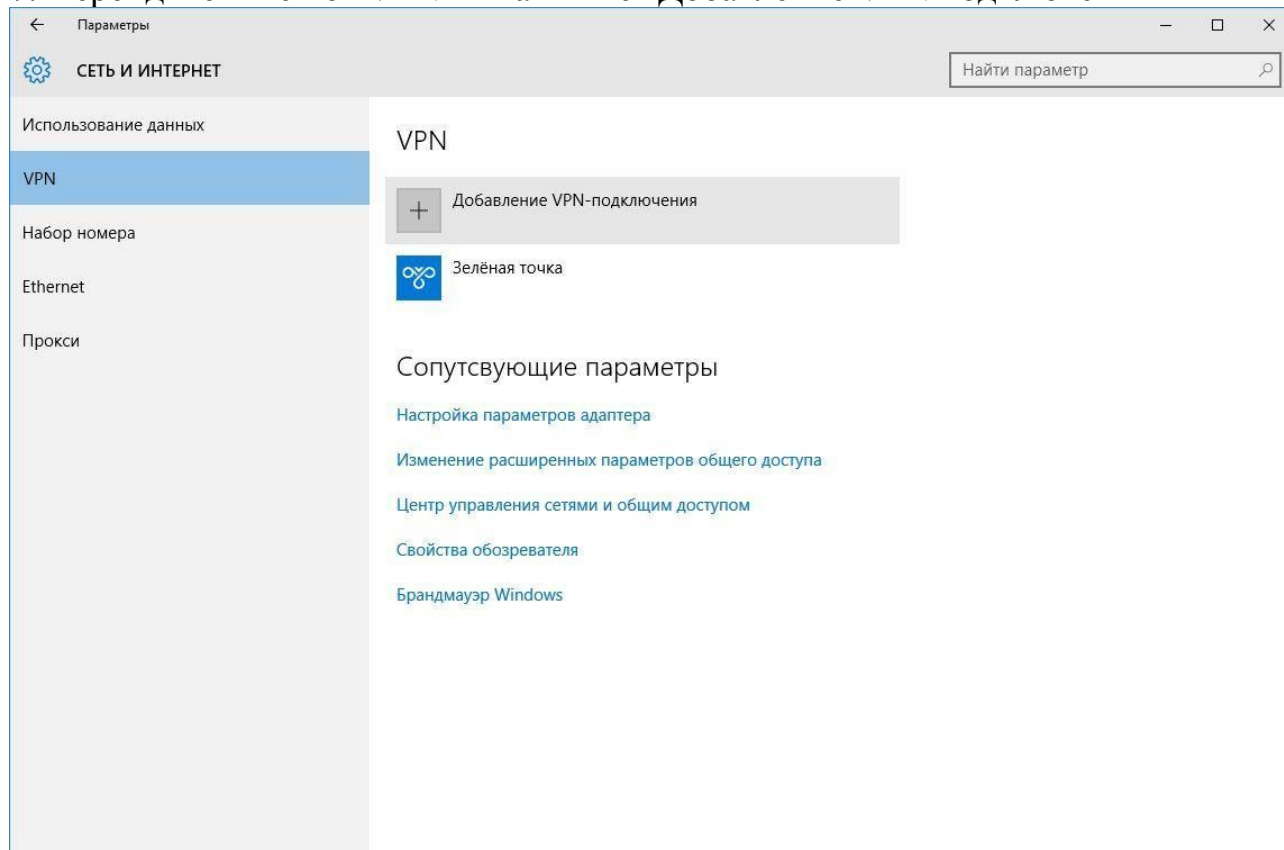 Параметры
СЕТЬ И ИНТЕРНЕТ
Найти параметр
Использование данных
VPN
Набор номера
Ethernet
Прокси
VPN
Добавление VPN-подключения
Зелёная точка
Сопутсвующие параметры
Настройка параметров адаптера
Изменение расширенных параметров общего доступа
Центр управления сетями и общим доступом
Свойства обозревателя
Брандмауэр Windows